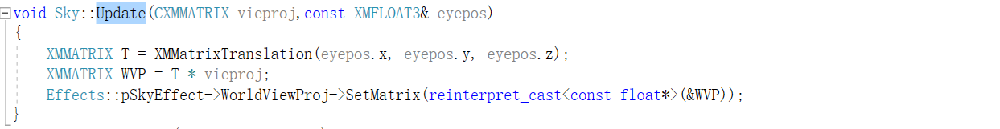 void Sky::Update(CXMMATRIX vieproj,const XMFLOAT3& eyepos)
{
XMMATRIX T = XMMatrixTranslation(eyepos.x, eyepos.y, eyepos.z);
XMMATRIX WVP = T * vieproj;
Effects::pSkyEffect->WorldViewProj->SetMatrix(reinterpret_cast<const float*>(&WVP));
}